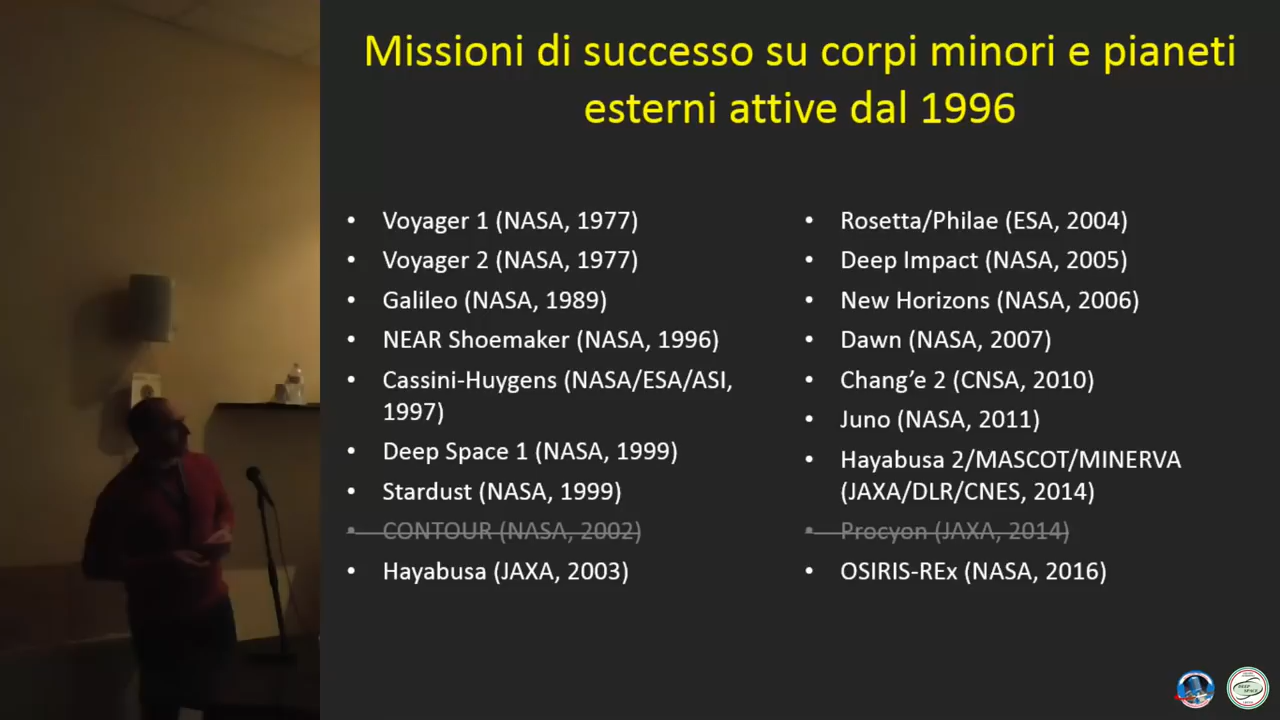 Missioni di successo su corpi minori e pianeti
esterni attive dal 1996
• Voyager 1 (NASA, 1977)
• Voyager 2 (NASA, 1977)
• Galileo (NASA, 1989)
• NEAR Shoemaker (NASA, 1996)
• Cassini-Huygens (NASA/ESA/ASI,
1997)
• Deep Space 1 (NASA, 1999)
• Stardust (NASA, 1999)
• CONTOUR (NASA, 2002)
• Hayabusa (JAXA, 2003)
• Rosetta/Philae (ESA, 2004)
• Deep Impact (NASA, 2005)
• New Horizons (NASA, 2006)
• Dawn (NASA, 2007)
• Chang’e 2 (CNSA, 2010)
• Juno (NASA, 2011)
• Hayabusa 2/MASCOT/MINERVA
(JAXA/DLR/CNES, 2014)
• Procyon (JAXA, 2014)
• OSIRIS-REx (NASA, 2016)
DEEP
SPACE